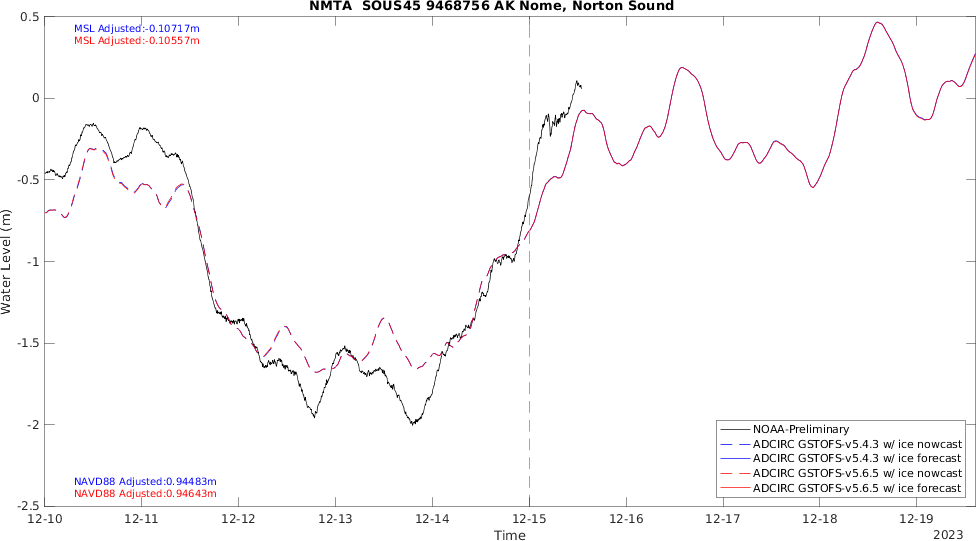 NMTA  SOUS45 9468756 AK Nome, Norton Sound
MSL Adjusted:-0.10717m
MSL Adjusted:-0.10557m
0.5
0
-0.5
-1
-1.5
-2
-2.5
Water Level (m)
NAVD88 Adjusted:0.94483m
NAVD88 Adjusted:0.94643m
NOAA-Preliminary
ADCIRC GSTOFS-v5.4.3 w/ ice nowcast
ADCIRC GSTOFS-v5.4.3 w/ ice forecast
ADCIRC GSTOFS-v5.6.5 w/ ice nowcast
ADCIRC GSTOFS-v5.6.5 w/ ice forecast
12-10 12-11 12-12 12-13 12-14 12-15 12-16 12-17 12-18 12-19
Time
2023